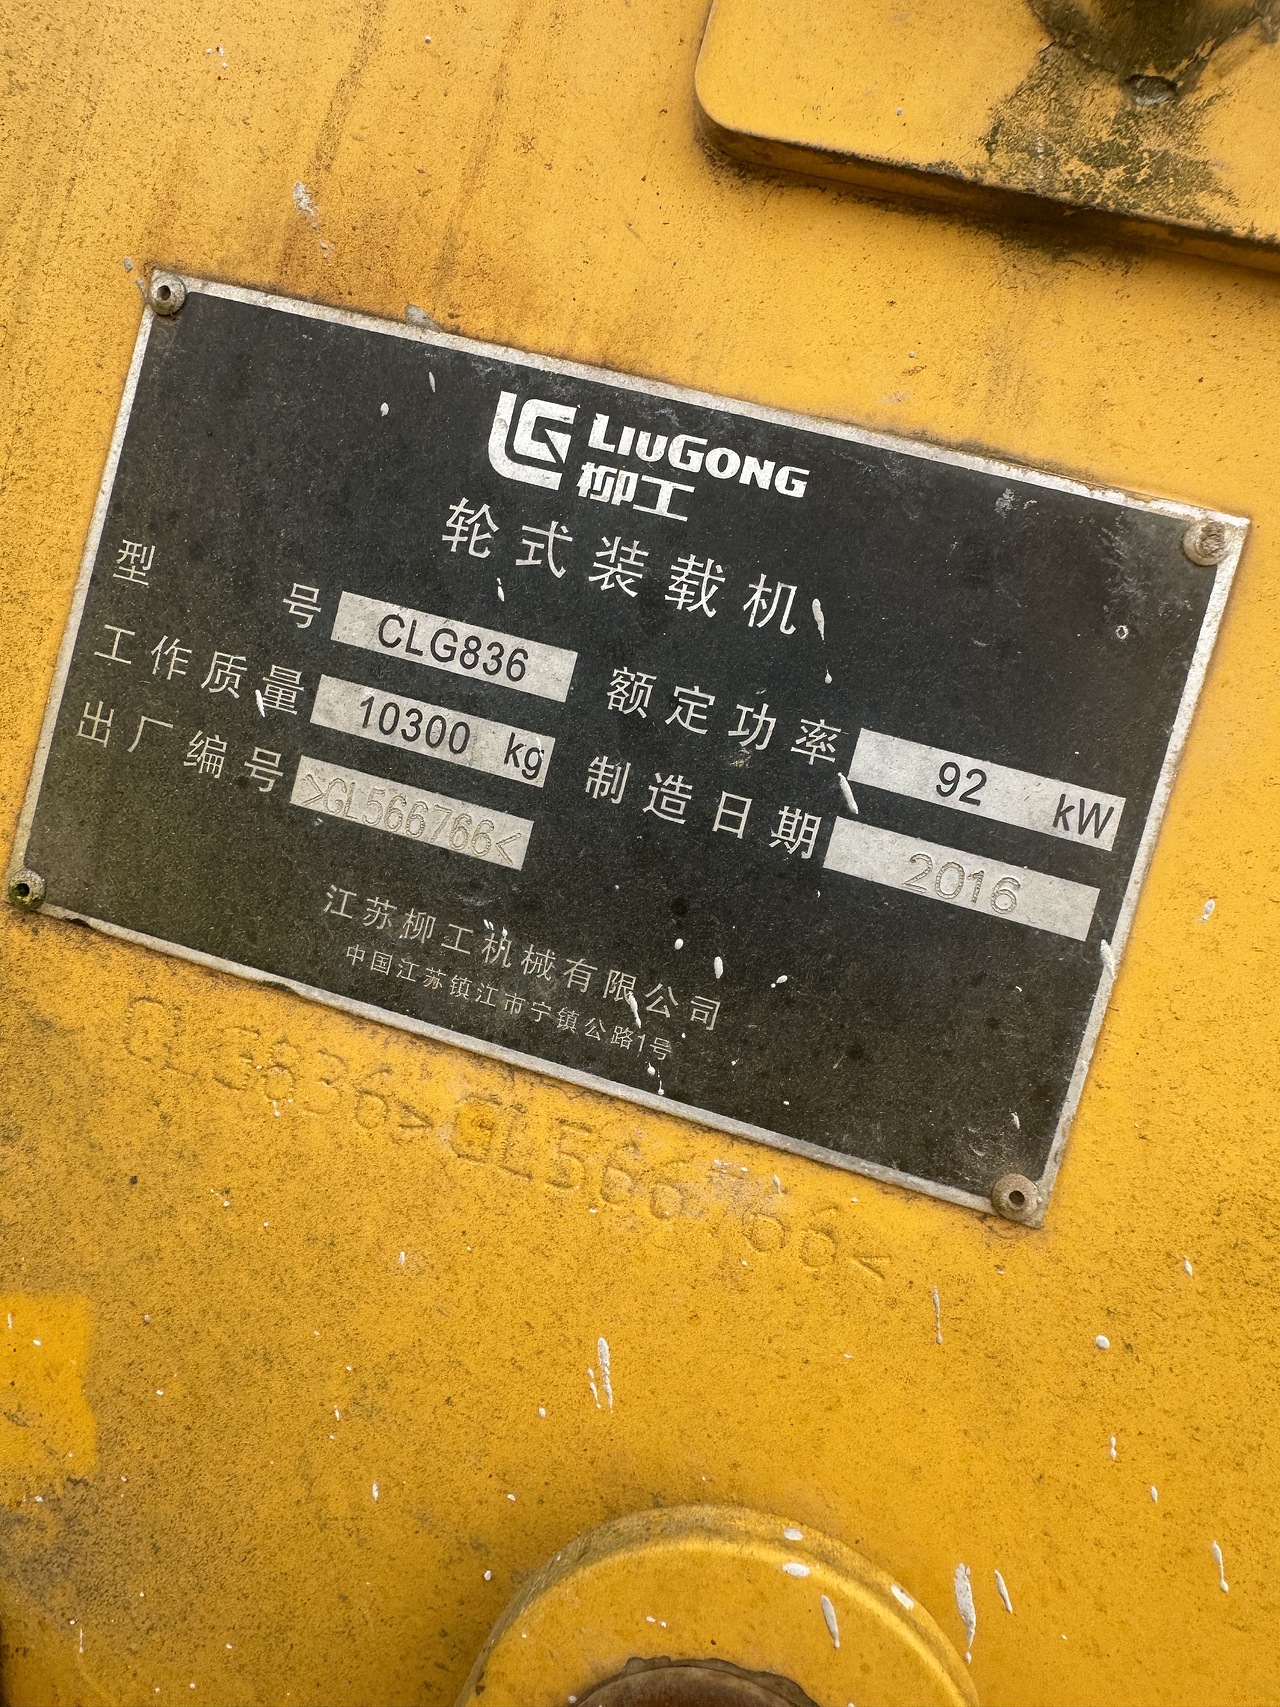 LIUGONG
柳工
轮式装载机
型号 CLG836 额定功率 92 kW
工作质量 10300 kg 制造日期 2016
出厂编号 >GL566766<
江苏柳工机械有限公司
中国江苏镇江市宁镇公路1号